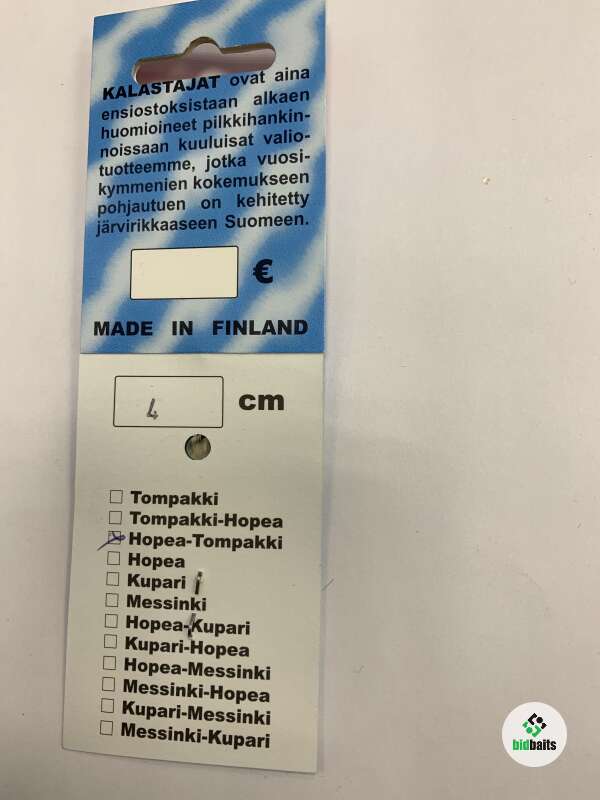 KALASTAJAT ovat aina
ensiostoksistaan alkaen
huomioineet pilkkihankin-
noissaan kuuluisat valio-
tuotteemme, jotka vuosi-
kymmenien kokemukseen
pohjautuen on kehitetty
järvirikkaaseen Suomeen.
€
MADE IN FINLAND
4 cm
Tompakki
Tompakki-Hopea
Hopea-Tompakki
Hopea
Kupari
Messinki
Hopea-Kupari
Kupari-Hopea
Hopea-Messinki
Messinki-Hopea
Kupari-Messinki
Messinki-Kupari
bidbaits